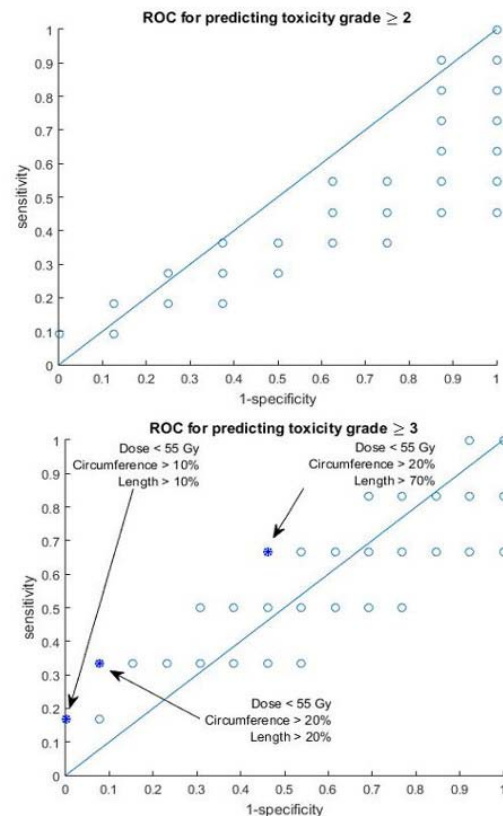 ROC for predicting toxicity grade ≥ 2
1
0.9
0.8
0.7
0.6
0.5
0.4
0.3
0.2
0.1
0
sensitivity
0 0.1 0.2 0.3 0.4 0.5 0.6 0.7 0.8 0.9 1
1-specificity
ROC for predicting toxicity grade ≥ 3
Dose < 55 Gy
Circumference > 10%
Length > 10%
Dose < 55 Gy
Circumference > 20%
Length > 70%
1
0.9
0.8
0.7
0.6
0.5
0.4
0.3
0.2
0.1
0
sensitivity
Dose < 55 Gy
Circumference > 20%
Length > 20%
0 0.1 0.2 0.3 0.4 0.5 0.6 0.7 0.8 0.9 1
1-specificity